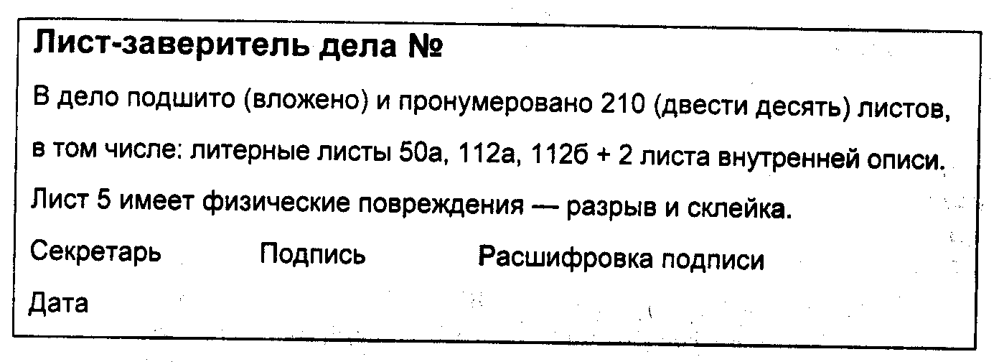 Лист-заверитель дела №
В дело подшито (вложено) и пронумеровано 210 (двести десять) листов,
в том числе: литерные листы 50а, 112а, 112б + 2 листа внутренней описи.
Лист 5 имеет физические повреждения — разрыв и склейка.
Секретарь Подпись Расшифровка подписи
Дата